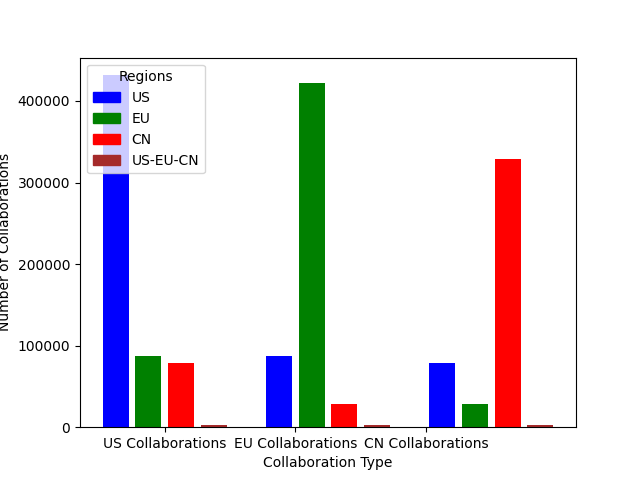 Regions
US
EU
CN
US-EU-CN
400000
300000
200000
100000
0
Number of Collaborations
US Collaborations EU Collaborations CN Collaborations
Collaboration Type